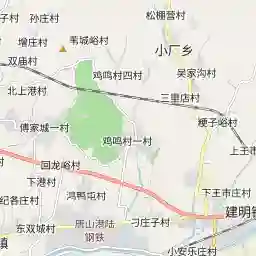 子村
孙庄村
松棚营村
增庄村
苇城峪村
小厂乡
双庙村
鸡鸣村四村
吴家沟村
北上港村
三里店村
傅家城一村
鸡鸣村一村
梗子峪村
上王
回龙峪村
下港村
纪各庄村
鸿鸭屯村
下王市庄村
建明
东双城村
唐山港陆
钢铁
刁庄子村
镇
小安乐庄村